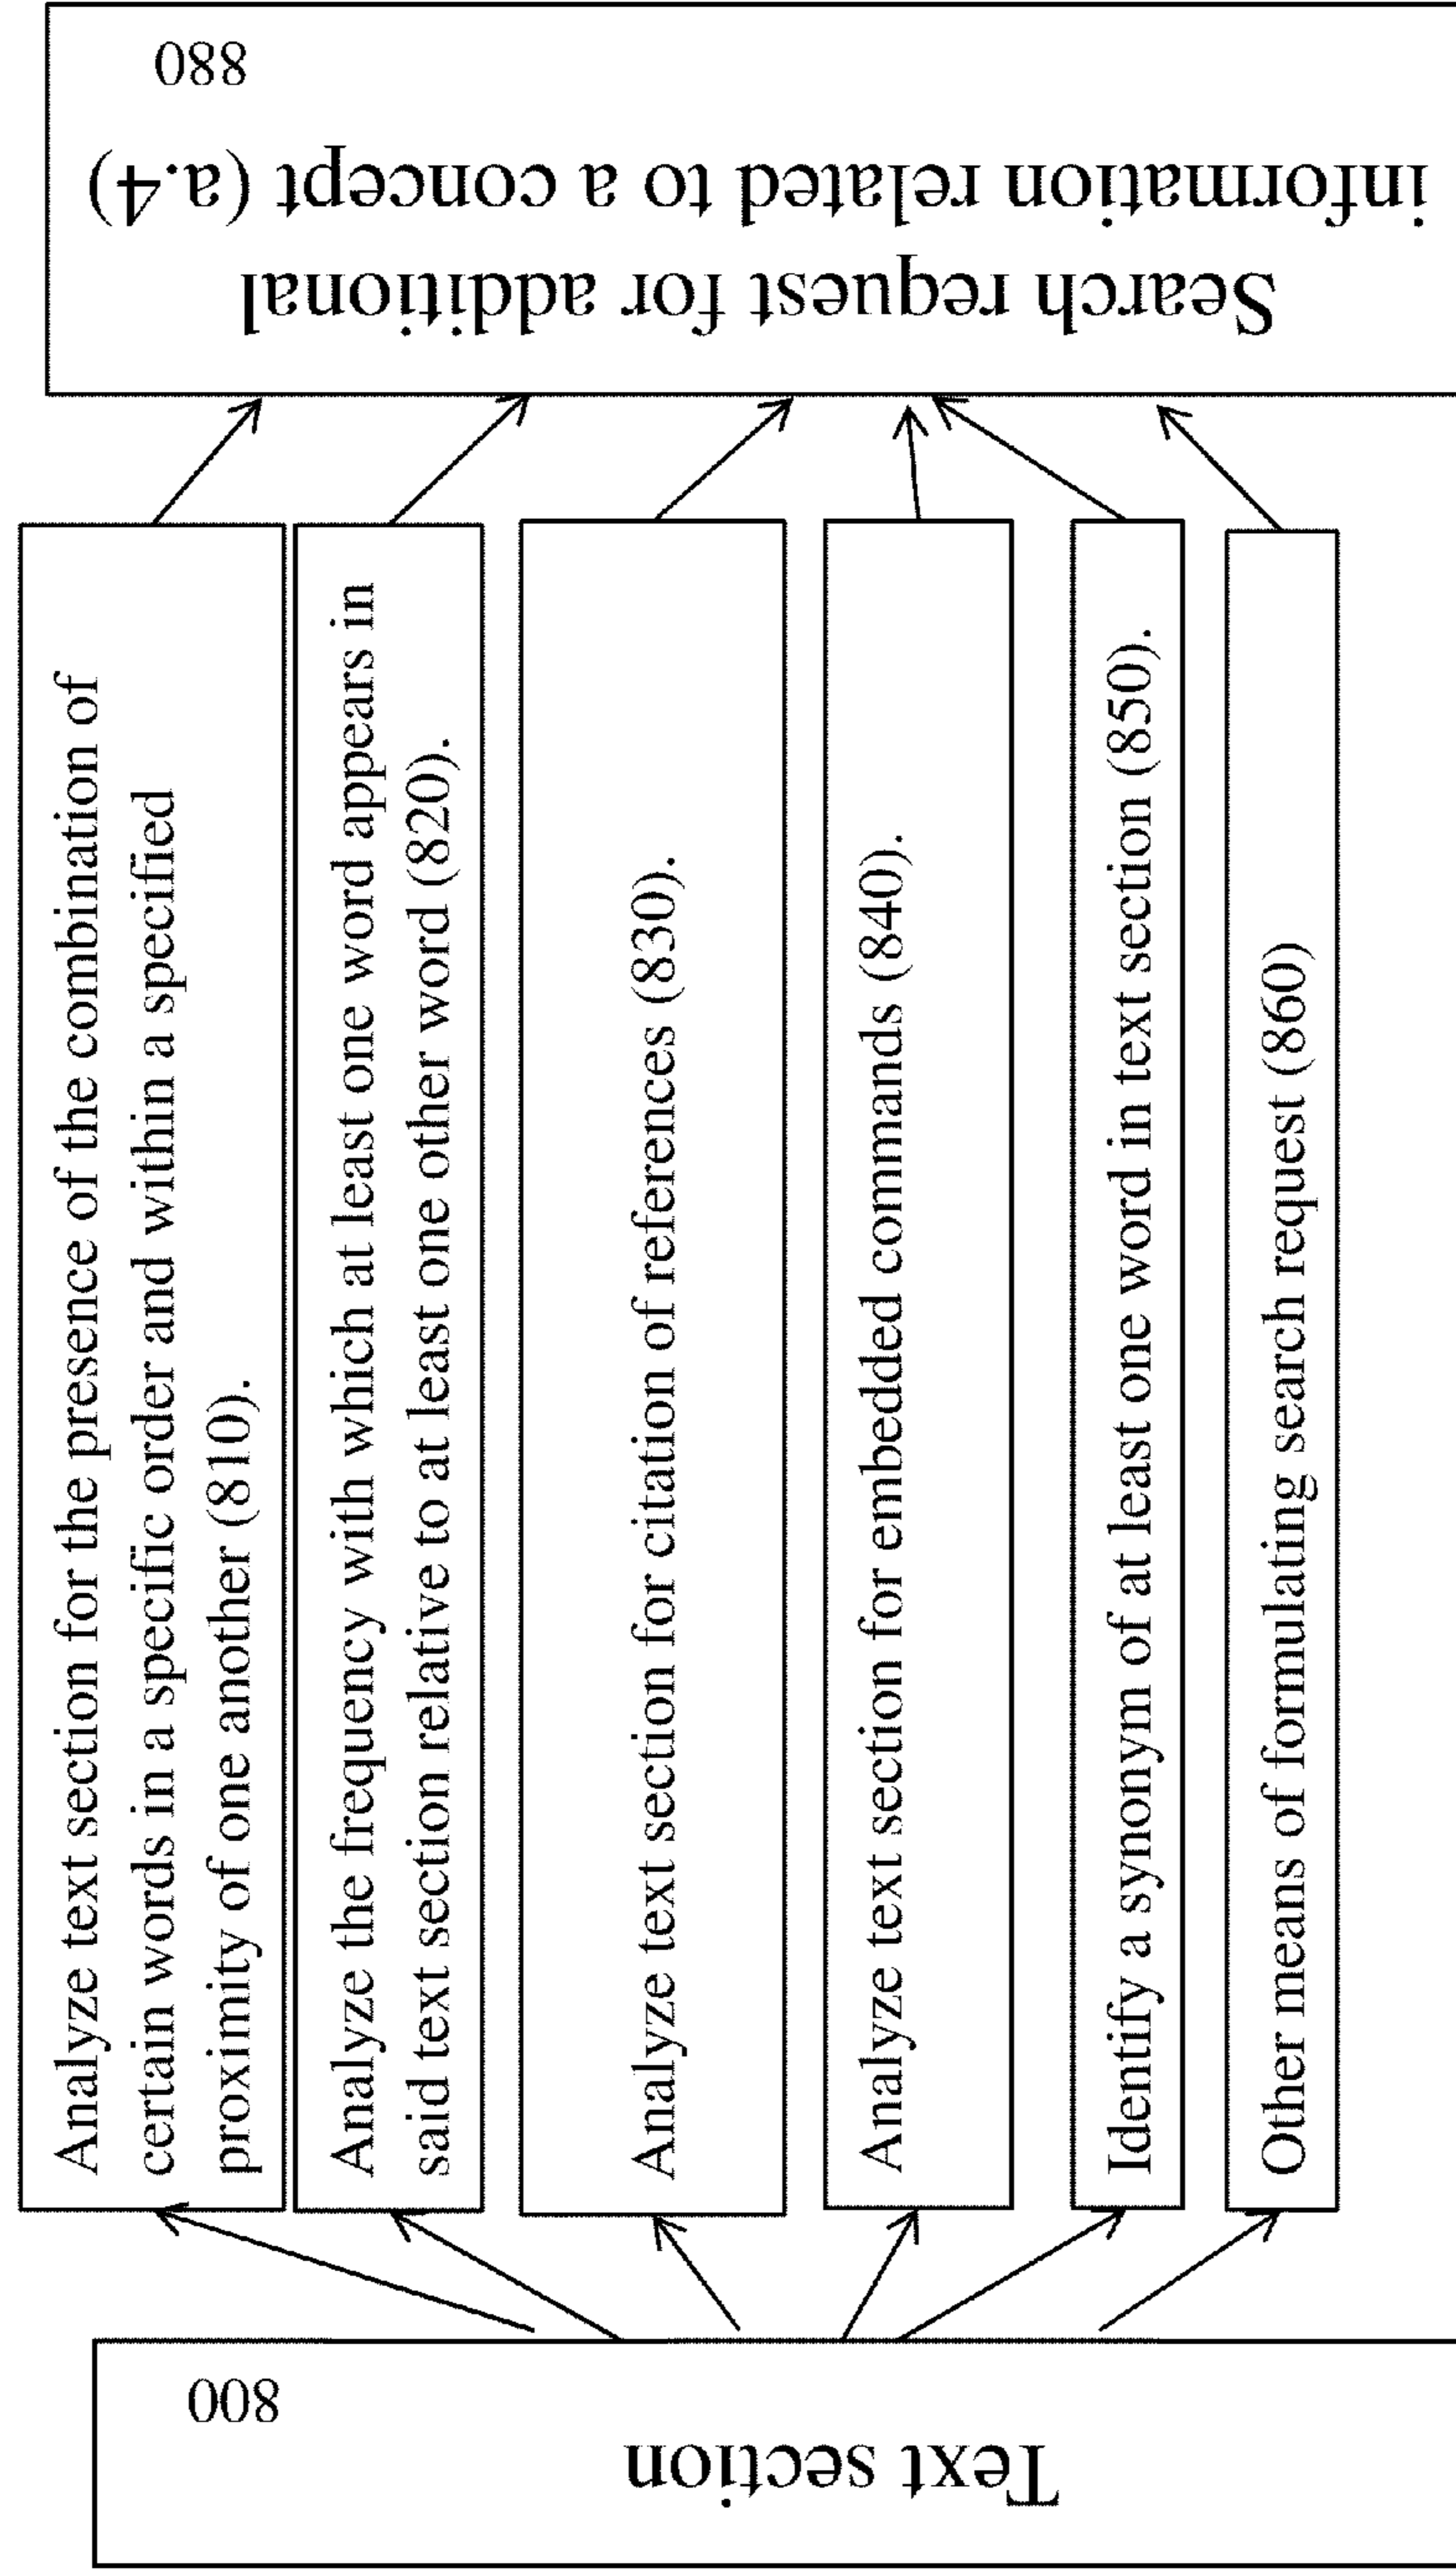 Text section
800
Analyze text section for the presence of the combination of
certain words in a specific order and within a specified
proximity of one another (810).
Analyze the frequency with which at least one word appears in
said text section relative to at least one other word (820).
Analyze text section for citation of references (830).
Analyze text section for embedded commands (840).
Identify a synonym of at least one word in text section (850).
Other means of formulating search request (860)
Search request for additional
information related to a concept (a.4)
880